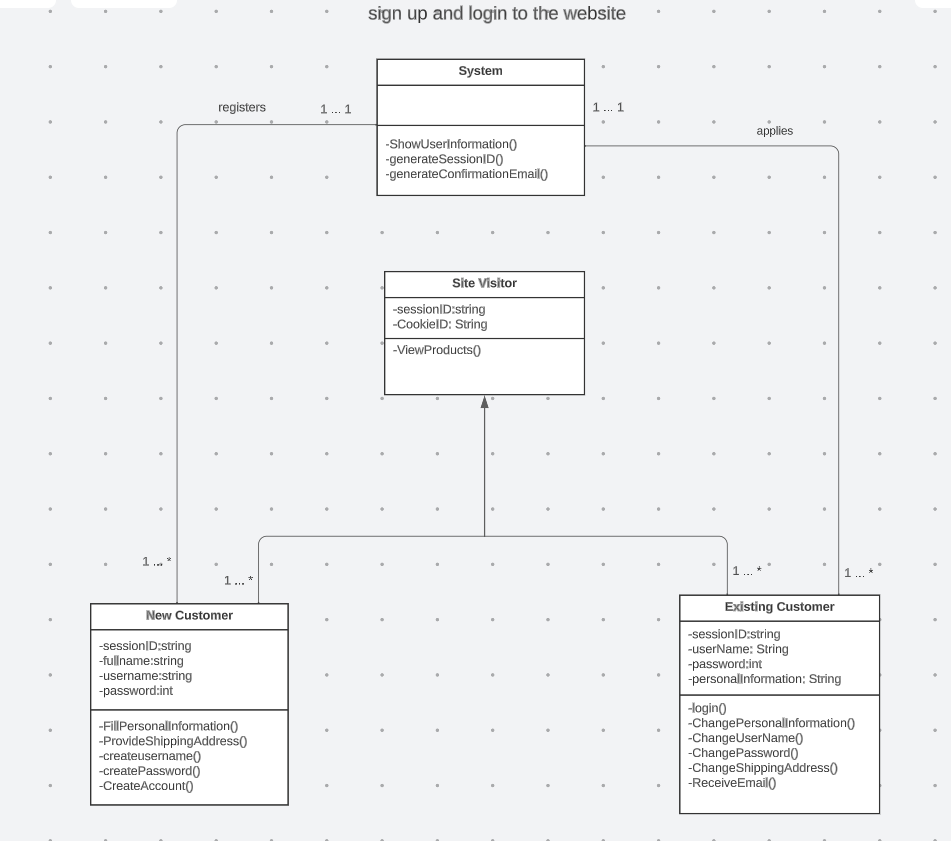 sign up and login to the website
System
registers
1 ... 1
1 ... 1
applies
-ShowUserInformation()
-generateSessionID()
-generateConfirmationEmail()
Site Visitor
-sessionID:string
-CookieID: String
-ViewProducts()
1 ... *
1 ... *
1 ... *
1 ... *
New Customer
-sessionID:string
-fullname:string
-username:string
-password:int
-FillPersonalInformation()
-ProvideShippingAddress()
-createusername()
-createPassword()
-CreateAccount()
Existing Customer
-sessionID:string
-userName: String
-password:int
-personalInformation: String
-login()
-ChangePersonalInformation()
-ChangeUserName()
-ChangePassword()
-ChangeShippingAddress()
-ReceiveEmail()